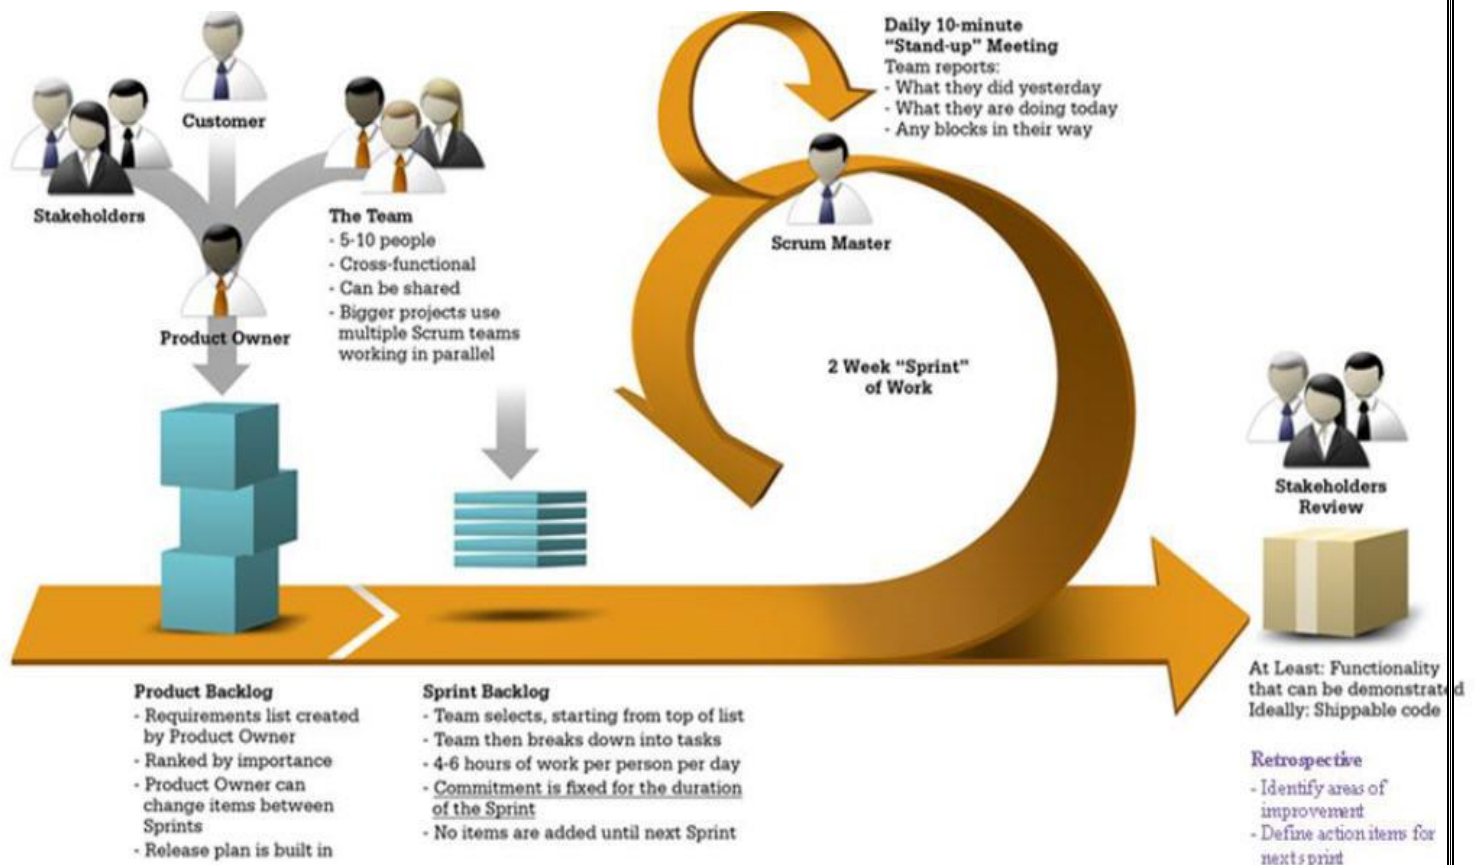 Customer
Stakeholders
The Team
- 5-10 people
- Cross-functional
- Can be shared
- Bigger projects use
multiple Scrum teams
working in parallel
Product Owner
Daily 10-minute
“Stand-up” Meeting
Team reports:
- What they did yesterday
- What they are doing today
- Any blocks in their way
Scrum Master
2 Week “Sprint”
of Work
Stakeholders
Review
Product Backlog
- Requirements list created
by Product Owner
- Ranked by importance
- Product Owner can
change items between
Sprints
- Release plan is built in
Sprint Backlog
- Team selects, starting from top of list
- Team then breaks down into tasks
- 4-6 hours of work per person per day
- Commitment is fixed for the duration
of the Sprint
- No items are added until next Sprint
At Least: Functionality
that can be demonstrated
Ideally: Shippable code
Retrospective
- Identify areas of
improvement
- Define action items for
next sprint